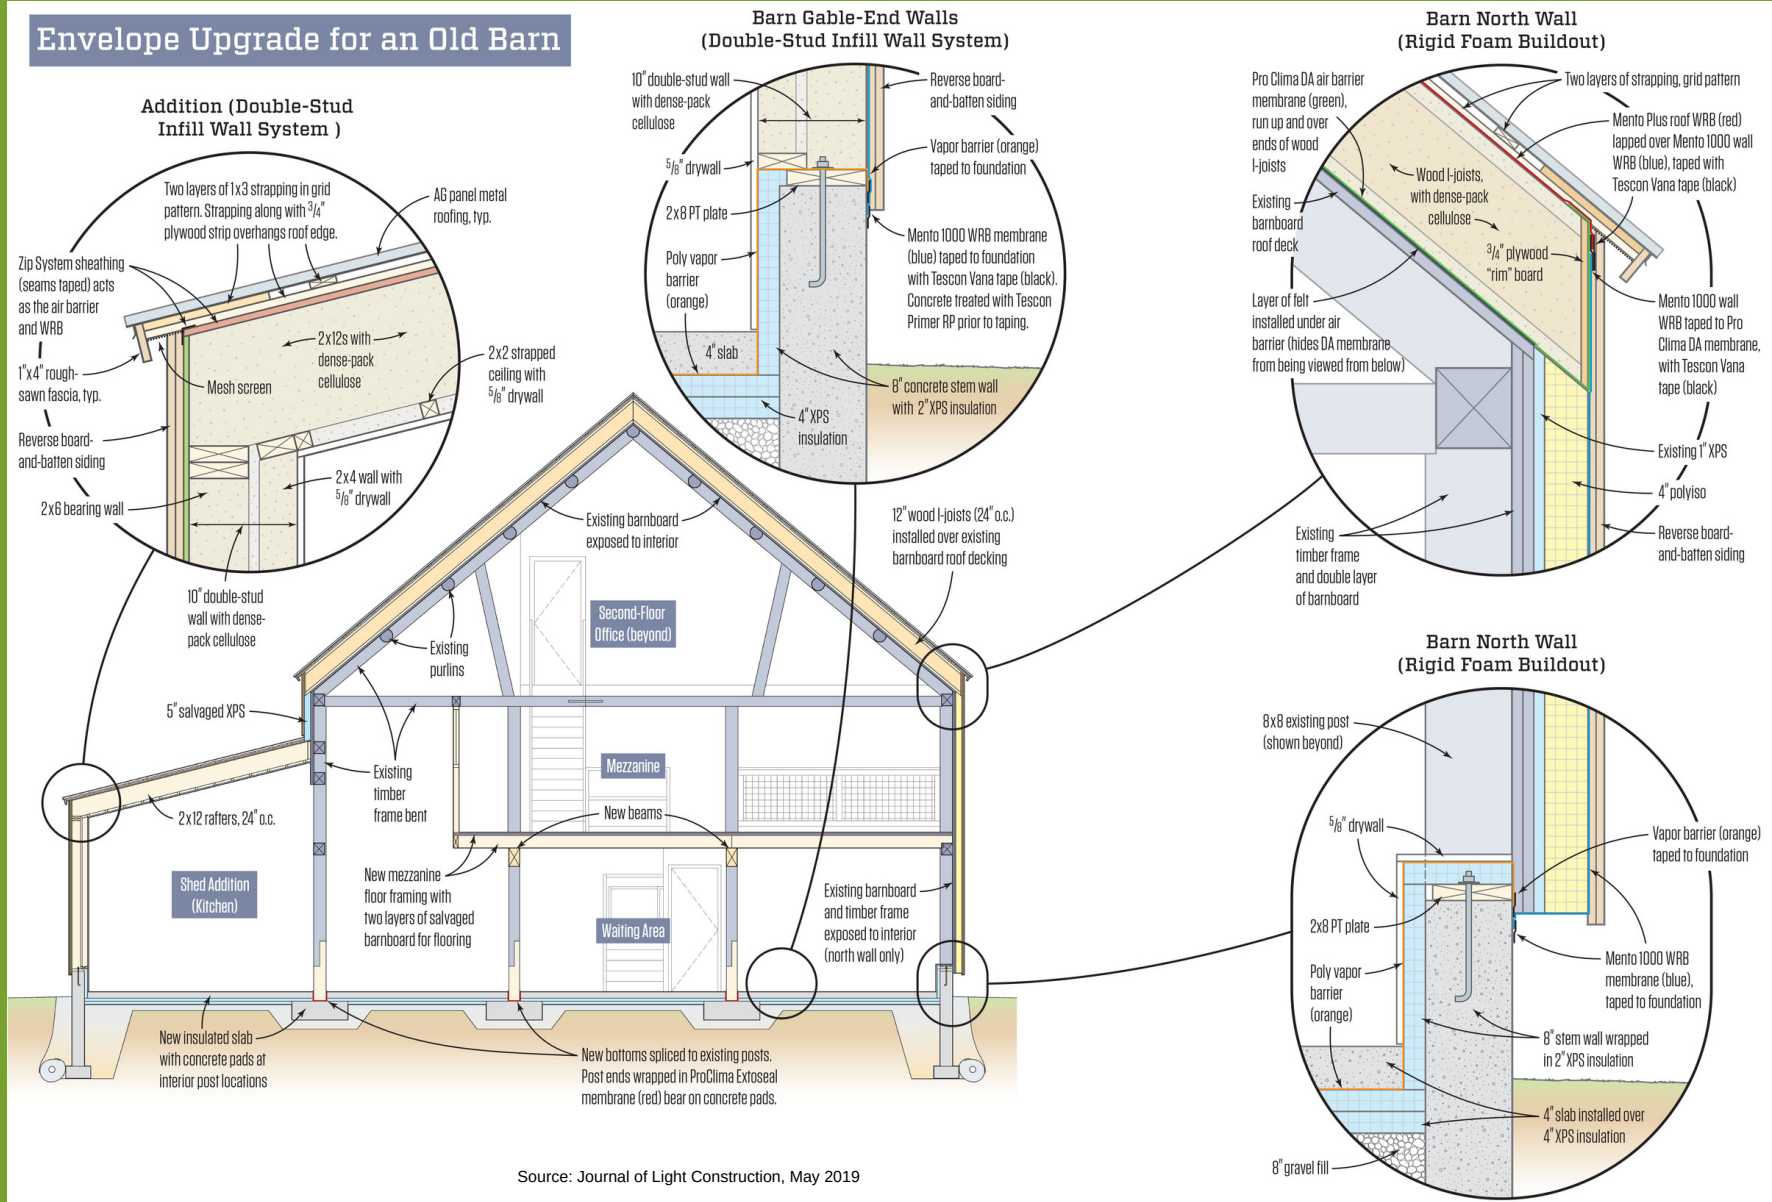 Envelope Upgrade for an Old Barn
Addition (Double-Stud
Infill Wall System )
Two layers of 1x3 strapping in grid
pattern. Strapping along with 3/4"
plywood strip overhangs roof edge.
AG panel metal
roofing, typ.
Zip System sheathing
(seams taped) acts
as the air barrier
and WRB
1"x4" rough-
sawn fascia, typ.
Mesh screen
2x12s with
dense-pack
cellulose
2x2 strapped
ceiling with
5/8" drywall
Reverse board-
and-batten siding
2x6 bearing wall
2x4 wall with
5/8" drywall
10" double-stud
wall with dense-
pack cellulose
Barn Gable-End Walls
(Double-Stud Infill Wall System)
10" double-stud wall
with dense-pack
cellulose
Reverse board-
and-batten siding
5/8" drywall
Vapor barrier (orange)
taped to foundation
2x8 PT plate
Poly vapor
barrier
(orange)
Mento 1000 WRB membrane
(blue) taped to foundation
with Tescon Vana tape (black).
Concrete treated with Tescon
Primer RP prior to taping.
4" slab
8" concrete stem wall
with 2" XPS insulation
4" XPS
insulation
Barn North Wall
(Rigid Foam Buildout)
Pro Clima DA air barrier
membrane (green),
run up and over
ends of wood
I-joists
Two layers of strapping, grid pattern
Mento Plus roof WRB (red)
lapped over Mento 1000 wall
WRB (blue), taped with
Tescon Vana tape (black)
Wood I-joists,
with dense-pack
cellulose
Existing
barnboard
roof deck
3/4" plywood
"rim" board
Layer of felt
installed under air
barrier (hides DA membrane
from being viewed from below)
Mento 1000 wall
WRB taped to Pro
Clima DA membrane,
with Tescon Vana
tape (black)
Existing 1" XPS
4" polyiso
Existing
timber frame
and double layer
of barnboard
Reverse board-
and-batten siding
Existing barnboard
exposed to interior
12" wood I-joists (24" o.c.)
installed over existing
barnboard roof decking
Second-Floor
Office (beyond)
Existing
purlins
5" salvaged XPS
Existing
timber
frame bent
Mezzanine
2x12 rafters, 24" o.c.
New beams
Shed Addition
(Kitchen)
New mezzanine
floor framing with
two layers of salvaged
barnboard for flooring
Waiting Area
Existing barnboard
and timber frame
exposed to interior
(north wall only)
New insulated slab
with concrete pads at
interior post locations
New bottoms spliced to existing posts.
Post ends wrapped in ProClima Extoseal
membrane (red) bear on concrete pads.
Barn North Wall
(Rigid Foam Buildout)
8x8 existing post
(shown beyond)
5/8" drywall
Vapor barrier (orange)
taped to foundation
2x8 PT plate
Poly vapor
barrier
(orange)
Mento 1000 WRB
membrane (blue),
taped to foundation
8" stem wall wrapped
in 2" XPS insulation
4" slab installed over
4" XPS insulation
8" gravel fill
Source: Journal of Light Construction, May 2019